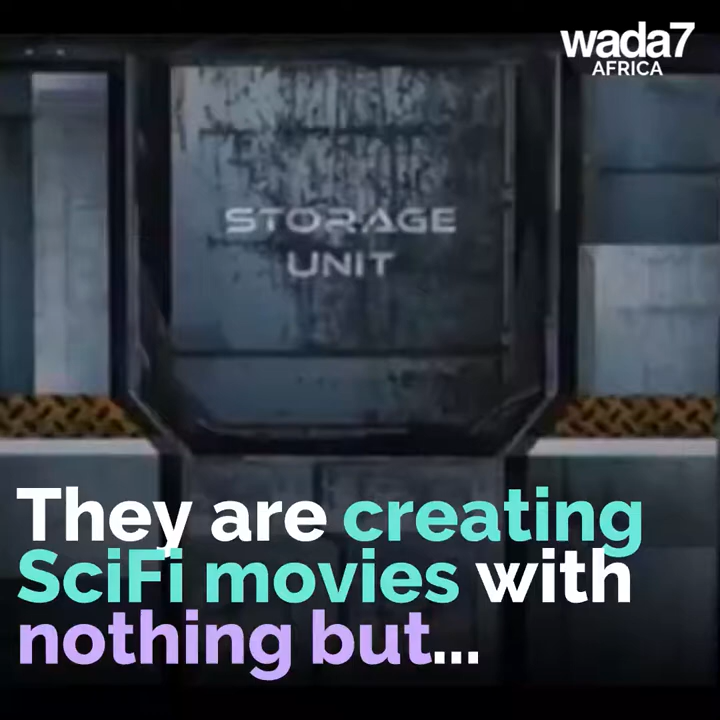 wada7
AFRICA
STORAGE
UNIT
They are creating
SciFi movies with
nothing but...